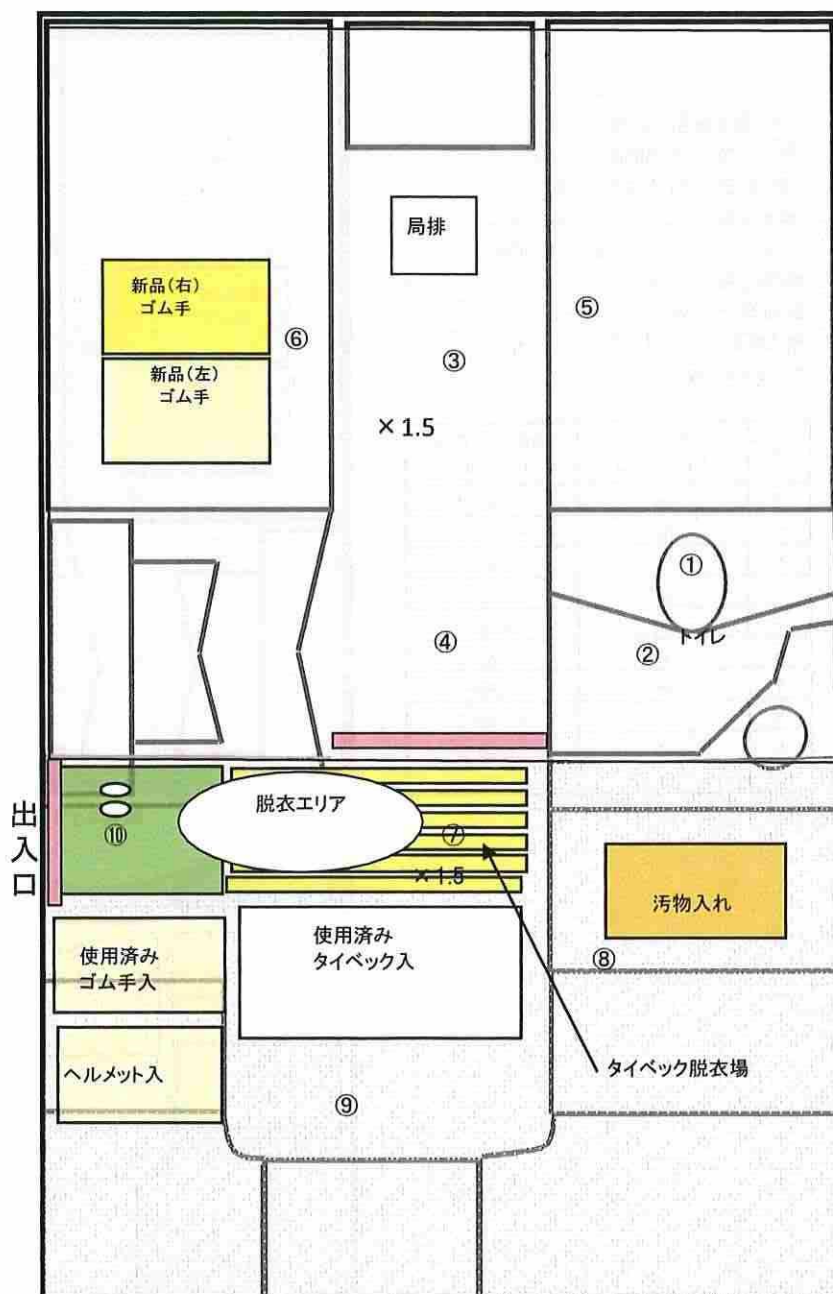 局排
新品(右)
ゴム手
⑤
⑥
③
新品(左)
ゴム手
× 1.5
①
④
②
トイレ
出入口
脱衣エリア
⑩
⑦
× 1.5
汚物入れ
使用済み
ゴム手入
使用済み
タイベック入
⑧
ヘルメット入
タイベック脱衣場
⑨